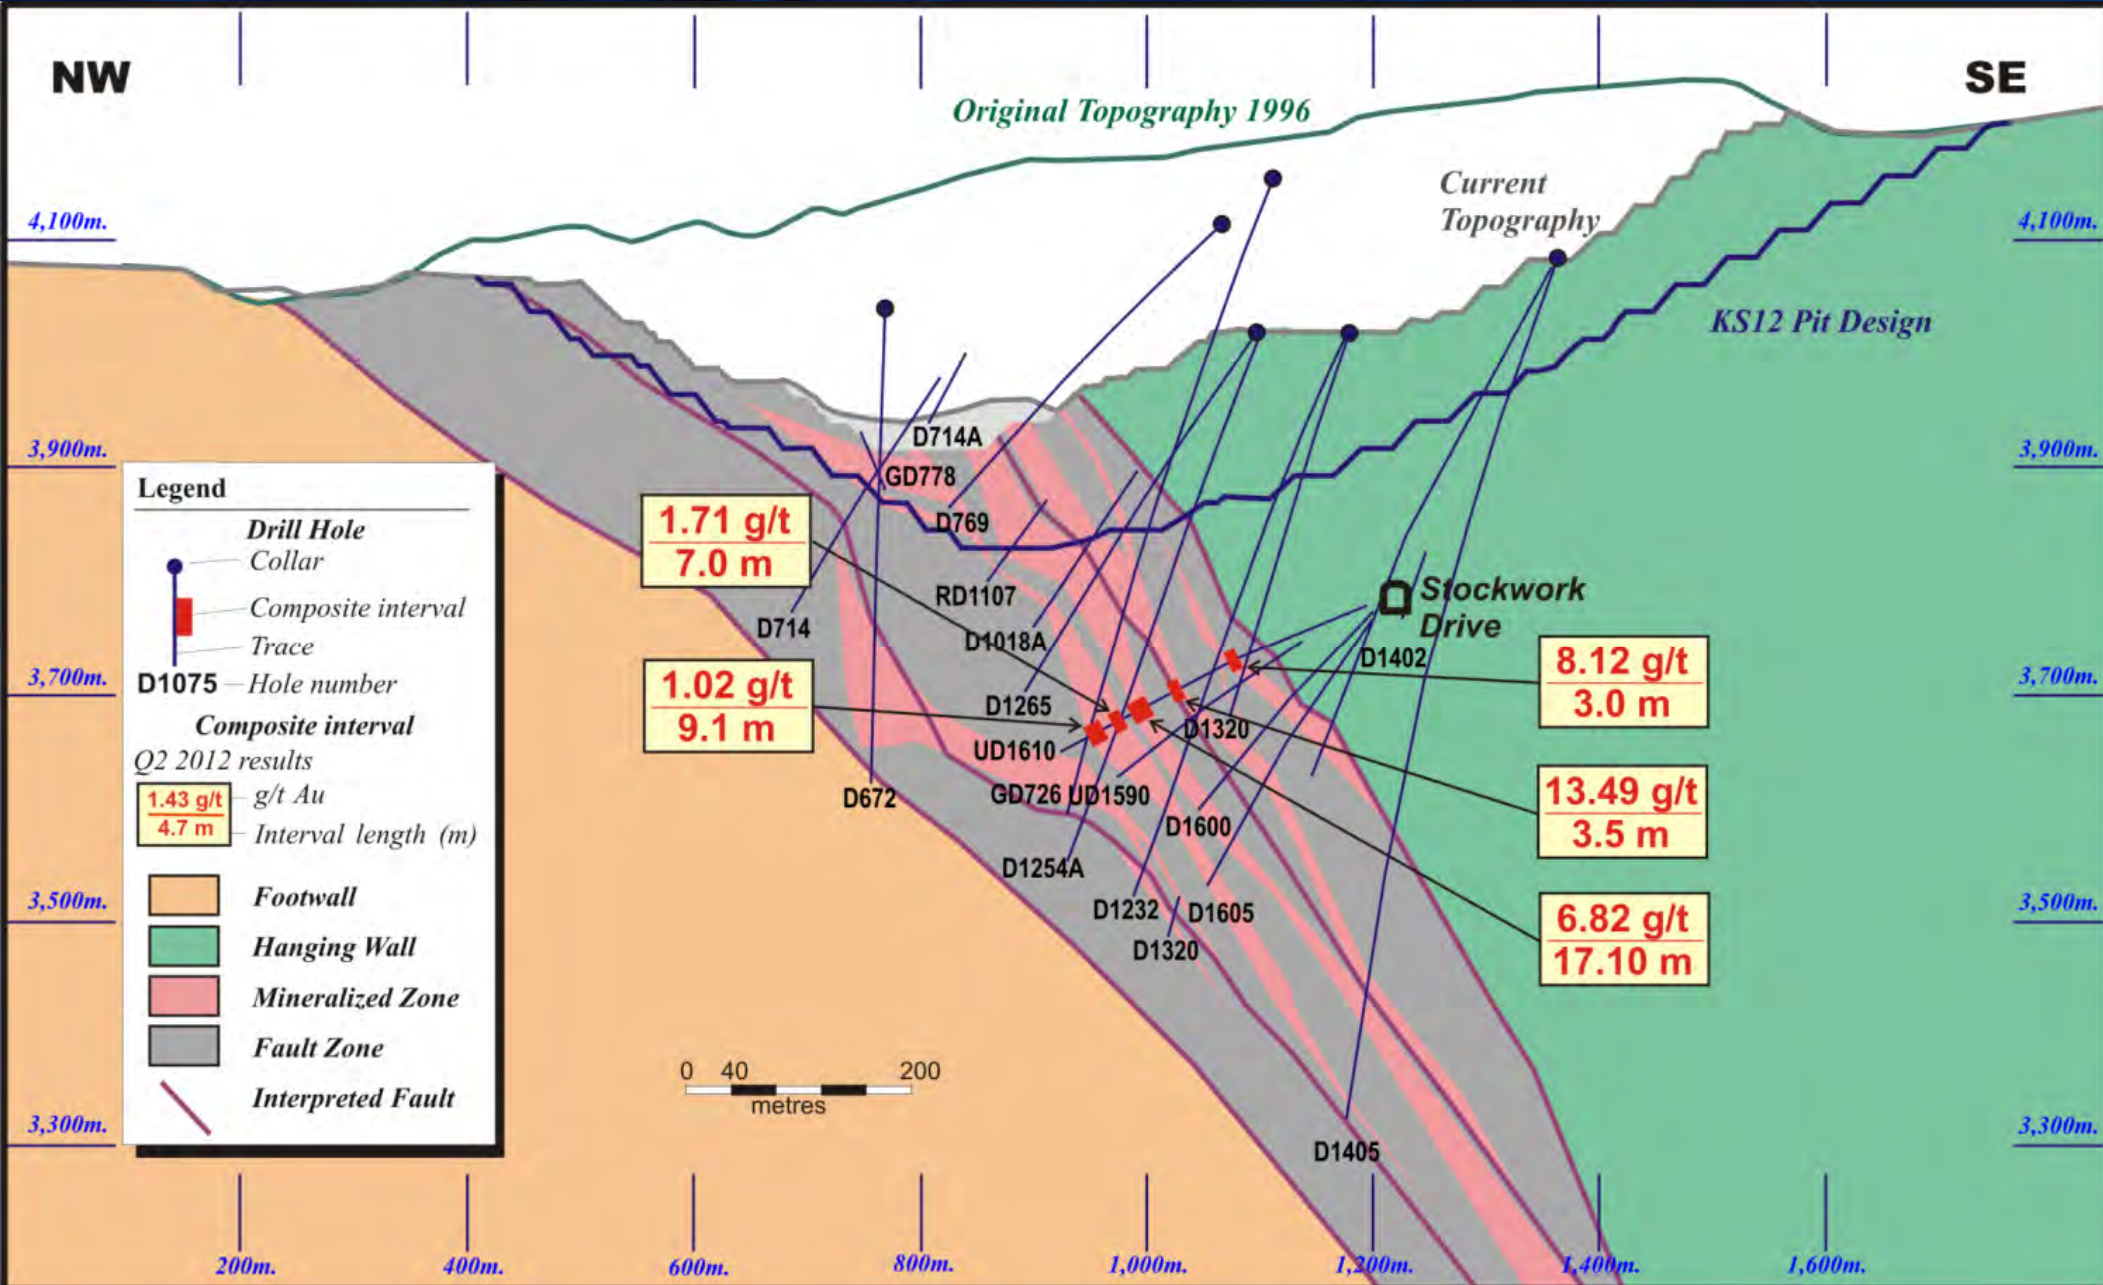 NW
SE
Original Topography 1996
Current
Topography
4,100m.
4,100m.
KS12 Pit Design
3,900m.
3,900m.
D714A
GD778
D769
RD1107
D714
D1018A
D1265
UD1610
D672
GD726
UD1590
D1600
D1254A
D1232
D1605
D1320
D1320
D1402
D1405
Stockwork
Drive
1.71 g/t
7.0 m
1.02 g/t
9.1 m
8.12 g/t
3.0 m
13.49 g/t
3.5 m
6.82 g/t
17.10 m
3,700m.
3,700m.
3,500m.
3,500m.
3,300m.
3,300m.
Legend
Drill Hole
Collar
Composite interval
Trace
D1075
Hole number
Composite interval
Q2 2012 results
1.43 g/t
4.7 m
g/t Au
Interval length (m)
Footwall
Hanging Wall
Mineralized Zone
Fault Zone
Interpreted Fault
0 40 200
metres
200m. 400m. 600m. 800m. 1,000m. 1,200m. 1,400m. 1,600m.